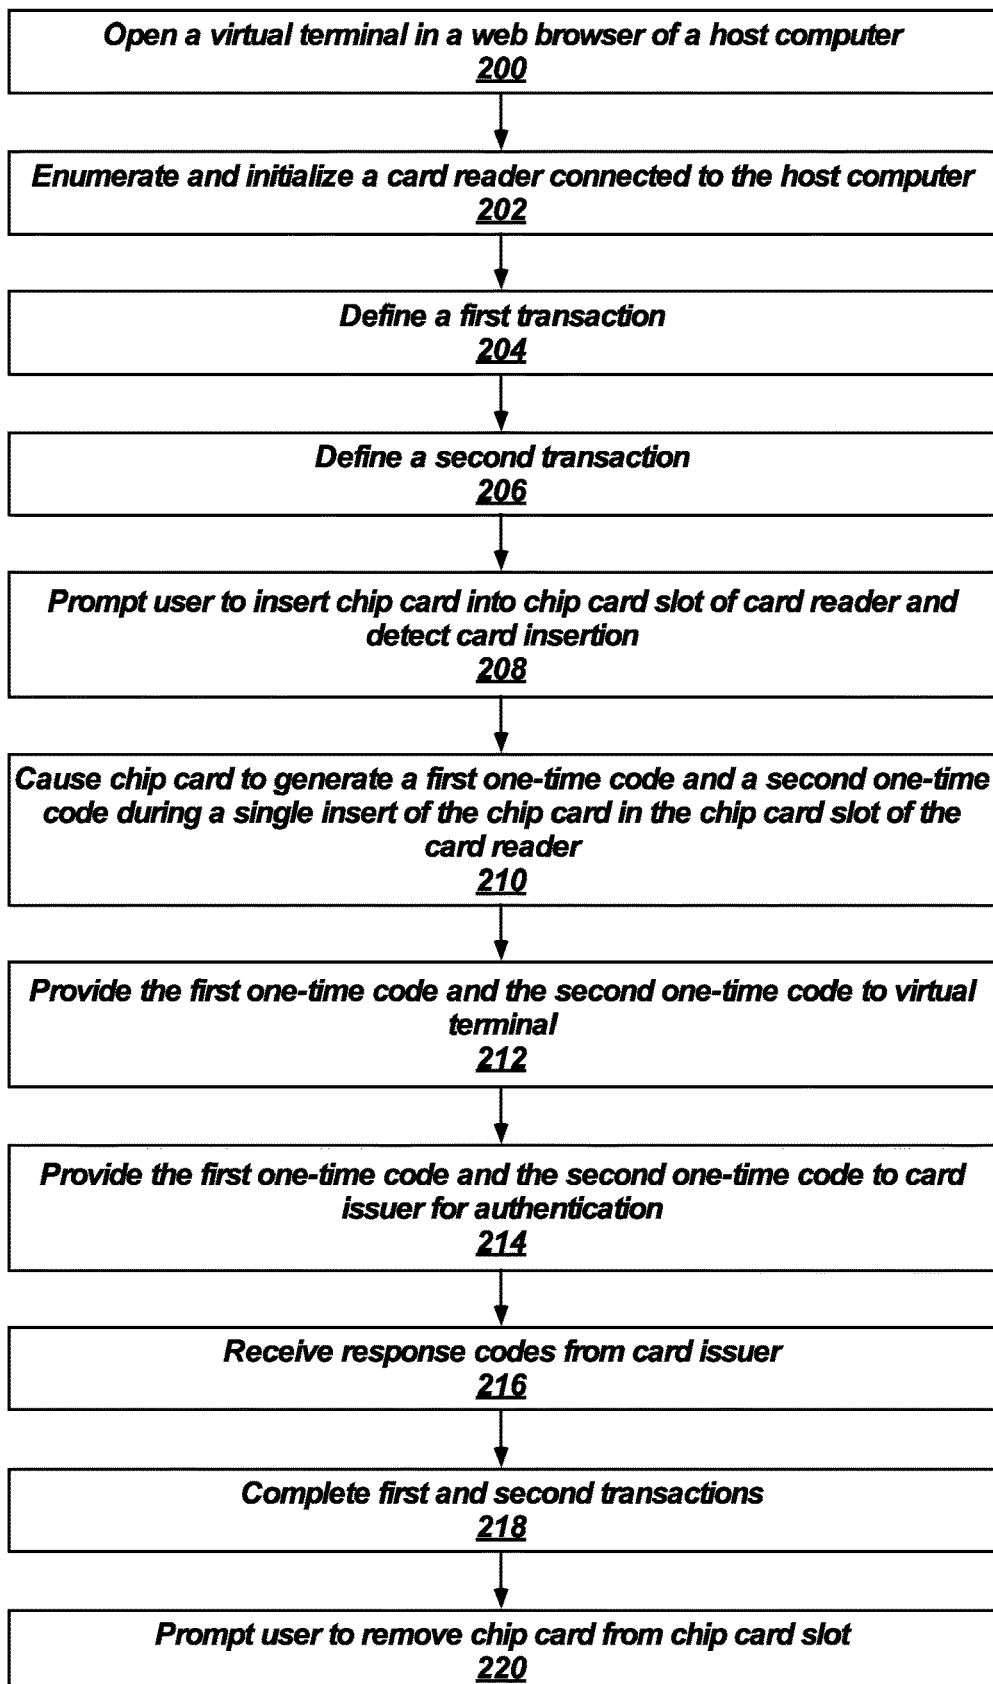 Open a virtual terminal in a web browser of a host computer
200
Enumerate and initialize a card reader connected to the host computer
202
Define a first transaction
204
Define a second transaction
206
Prompt user to insert chip card into chip card slot of card reader and
detect card insertion
208
Cause chip card to generate a first one-time code and a second one-time
code during a single insert of the chip card in the chip card slot of the
card reader
210
Provide the first one-time code and the second one-time code to virtual
terminal
212
Provide the first one-time code and the second one-time code to card
issuer for authentication
214
Receive response codes from card issuer
216
Complete first and second transactions
218
Prompt user to remove chip card from chip card slot
220